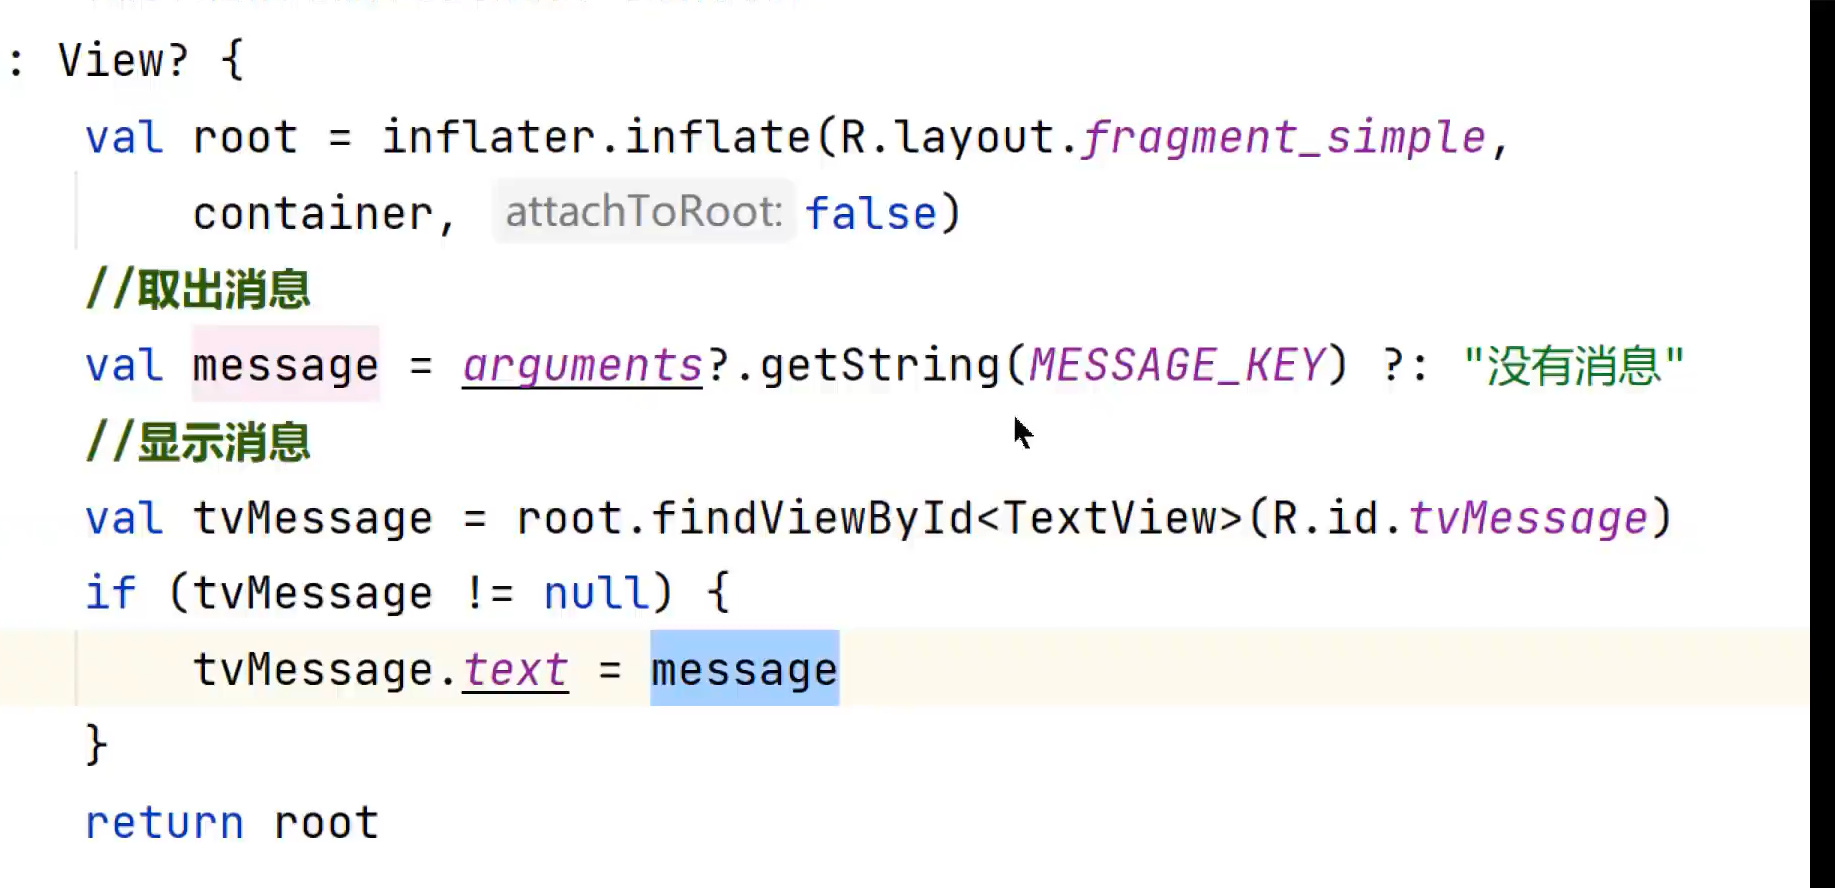 : View? {
val root = inflater.inflate(R.layout.fragment_simple,
container, attachToRoot: false)
//取出消息
val message = arguments?.getString(MESSAGE_KEY) ?: "没有消息"
//显示消息
val tvMessage = root.findViewById<TextView>(R.id.tvMessage)
if (tvMessage != null) {
tvMessage.text = message
}
return root